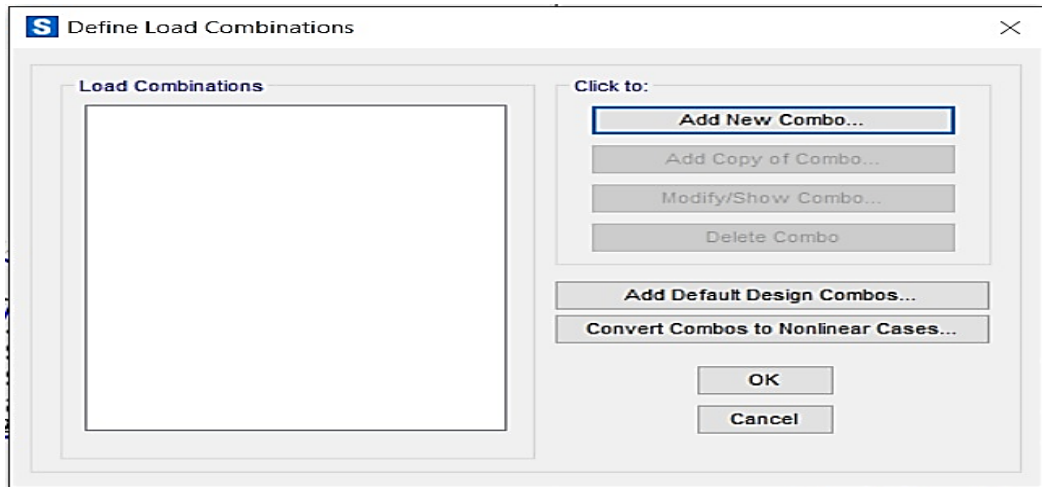 S Define Load Combinations
Load Combinations
Click to:
Add New Combo...
Add Copy of Combo...
Modify/Show Combo...
Delete Combo
Add Default Design Combos...
Convert Combos to Nonlinear Cases...
OK
Cancel